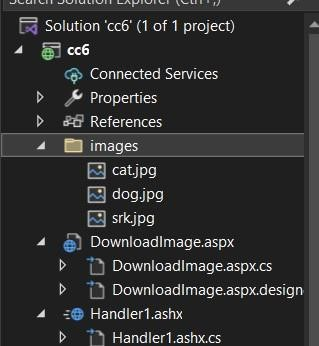 Search Solution Explorer (Ctrl+;)
Solution 'cc6' (1 of 1 project)
cc6
Connected Services
Properties
References
images
cat.jpg
dog.jpg
srk.jpg
DownloadImage.aspx
DownloadImage.aspx.cs
DownloadImage.aspx.design
Handler1.ashx
Handler1.ashx.cs